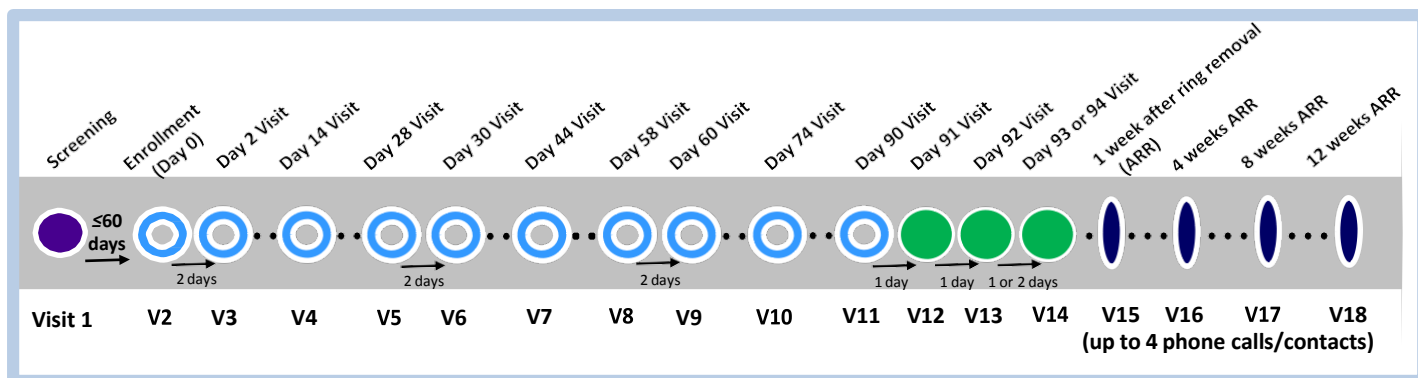 Screening
Enrollment
(Day 0)
Day 2 Visit
Day 14 Visit
Day 28 Visit
Day 30 Visit
Day 44 Visit
Day 58 Visit
Day 60 Visit
Day 74 Visit
Day 90 Visit
Day 91 Visit
Day 92 Visit
Day 93 or 94 Visit
1 week after ring removal
(ARR)
4 weeks ARR
8 weeks ARR
12 weeks ARR
≤60
days
2 days
2 days
2 days
1 day
1 day
1 or 2 days
Visit 1
V2
V3
V4
V5
V6
V7
V8
V9
V10
V11
V12
V13
V14
V15
V16
V17
V18
(up to 4 phone calls/contacts)